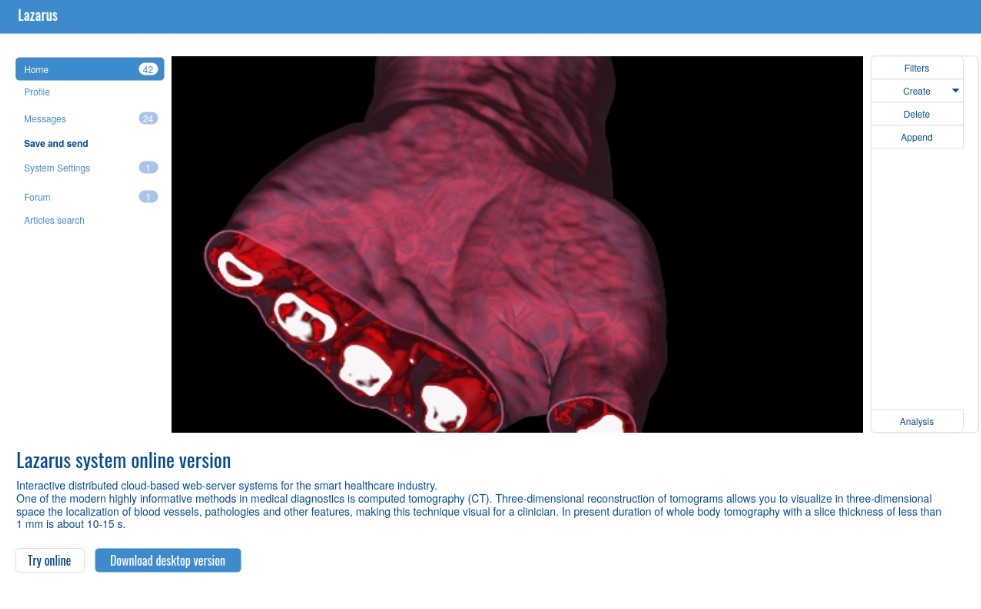 Lazarus
Home 42
Profile
Messages 24
Save and send
System Settings 1
Forum 1
Articles search
Filters
Create
Delete
Append
Analysis
Lazarus system online version
Interactive distributed cloud-based web-server systems for the smart healthcare industry.
One of the modern highly informative methods in medical diagnostics is computed tomography (CT). Three-dimensional reconstruction of tomograms allows you to visualize in three-dimensional
space the localization of blood vessels, pathologies and other features, making this technique visual for a clinician. In present duration of whole body tomography with a slice thickness of less than
1 mm is about 10-15 s.
Try online
Download desktop version